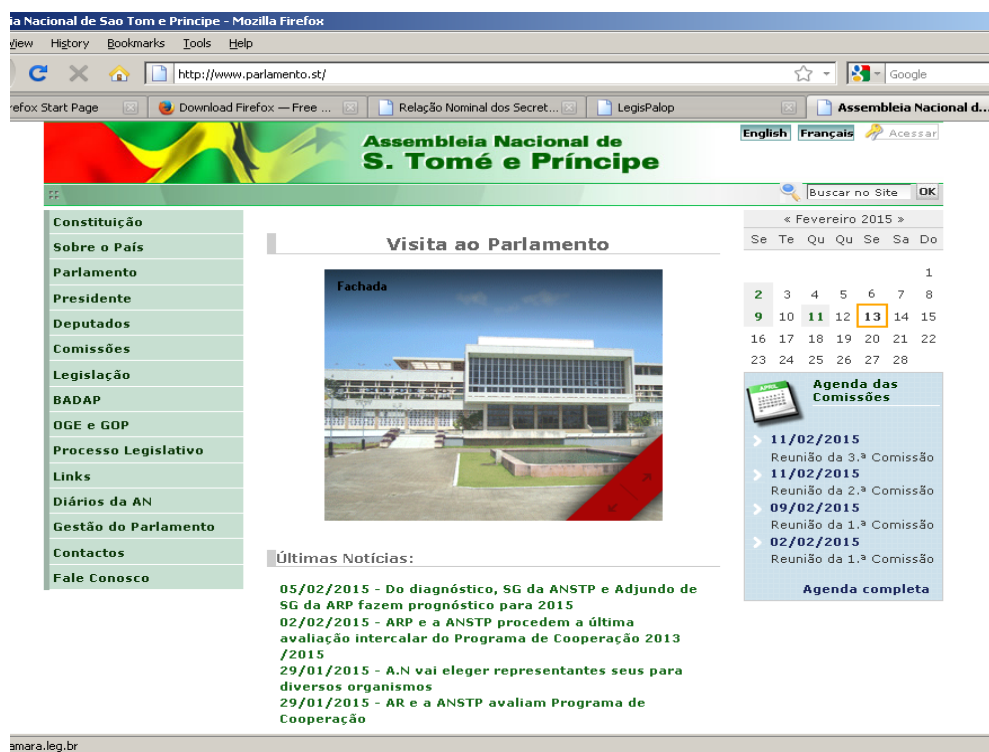 ia Nacional de Sao Tom e Principe - Mozilla Firefox
View History Bookmarks Tools Help
http://www.parlamento.st/
Google
refox Start Page
Download Firefox — Free ...
Relação Nominal dos Secret...
LegisPalop
Assembleia Nacional d...
Assembleia Nacional de
S. Tomé e Príncipe
English Français Acessar
Buscar no Site OK
Constituição
Sobre o País
Parlamento
Presidente
Deputados
Comissões
Legislação
BADAP
OGE e GOP
Processo Legislativo
Links
Diários da AN
Gestão do Parlamento
Contactos
Fale Conosco
Visita ao Parlamento
Fachada
Últimas Notícias:
05/02/2015 - Do diagnóstico, SG da ANSTP e Adjundo de
SG da ARP fazem prognóstico para 2015
02/02/2015 - ARP e a ANSTP procedem a última
avaliação intercalar do Programa de Cooperação 2013
/2015
29/01/2015 - A.N vai eleger representantes seus para
diversos organismos
29/01/2015 - AR e a ANSTP avaliam Programa de
Cooperação
« Fevereiro 2015 »
Se Te Qu Qu Se Sa Do
1
2 3 4 5 6 7 8
9 10 11 12 13 14 15
16 17 18 19 20 21 22
23 24 25 26 27 28
APRIL
Agenda das
Comissões
11/02/2015
Reunião da 3.ª Comissão
11/02/2015
Reunião da 2.ª Comissão
09/02/2015
Reunião da 1.ª Comissão
02/02/2015
Reunião da 1.ª Comissão
Agenda completa
amara.leg.br